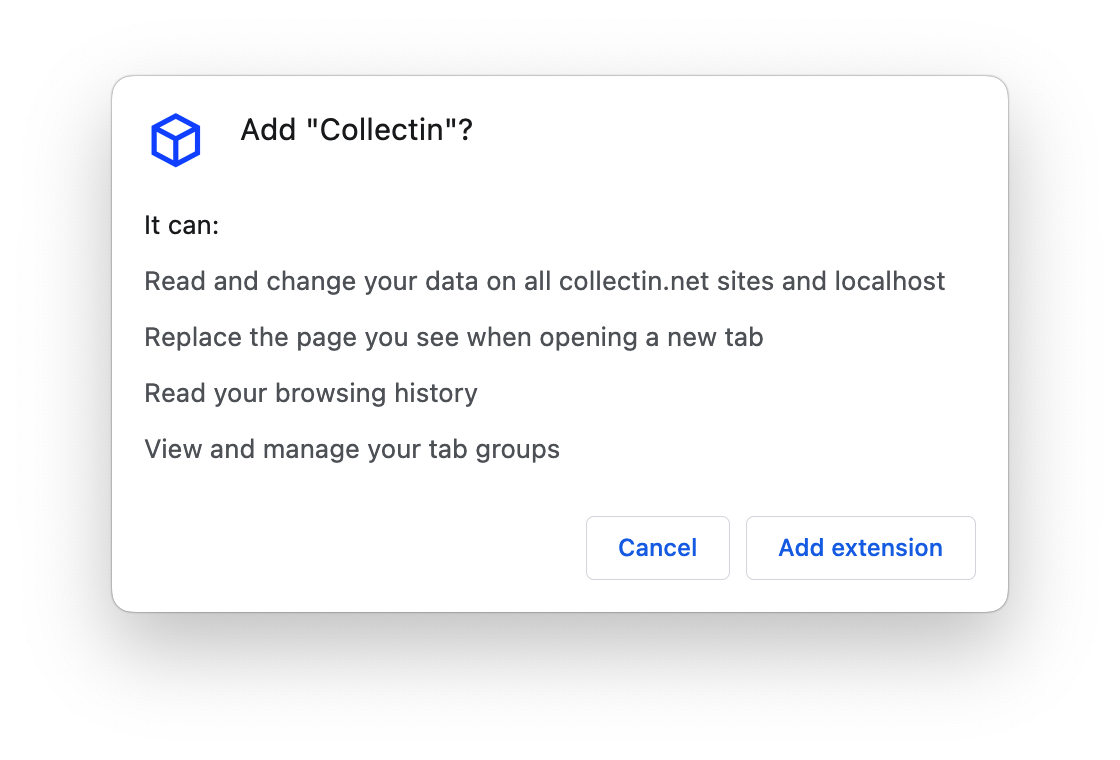 Add "Collectin"?
It can:
Read and change your data on all collectin.net sites and localhost
Replace the page you see when opening a new tab
Read your browsing history
View and manage your tab groups
Cancel
Add extension